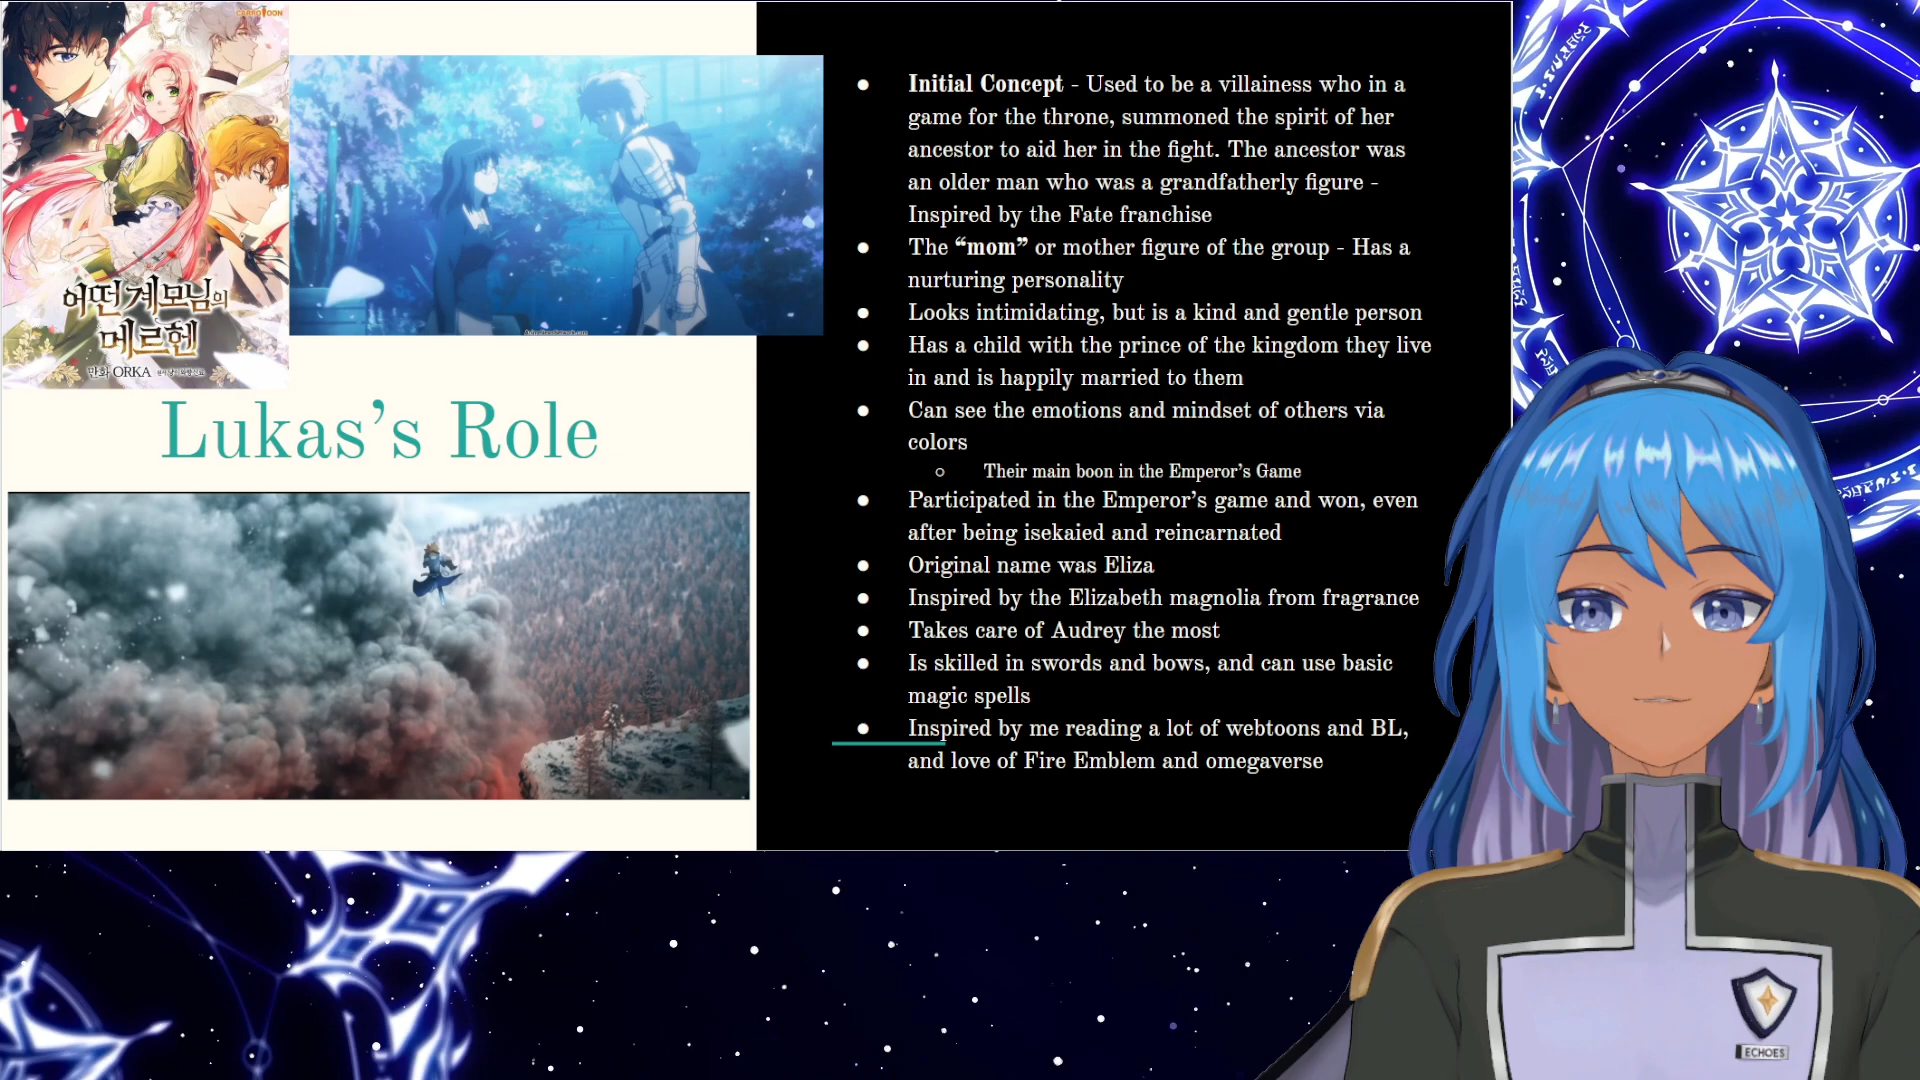 CARROTOON
어떤 계모님의
메르헨
만화 ORKA
Lukas’s Role
● Initial Concept - Used to be a villainess who in a
game for the throne, summoned the spirit of her
ancestor to aid her in the fight. The ancestor was
an older man who was a grandfatherly figure -
Inspired by the Fate franchise
● The “mom” or mother figure of the group - Has a
nurturing personality
● Looks intimidating, but is a kind and gentle person
● Has a child with the prince of the kingdom they live
in and is happily married to them
● Can see the emotions and mindset of others via
colors
○ Their main boon in the Emperor’s Game
● Participated in the Emperor’s game and won, even
after being isekaied and reincarnated
● Original name was Eliza
● Inspired by the Elizabeth magnolia from fragrance
● Takes care of Audrey the most
● Is skilled in swords and bows, and can use basic
magic spells
● Inspired by me reading a lot of webtoons and BL,
and love of Fire Emblem and omegaverse
ECHOES